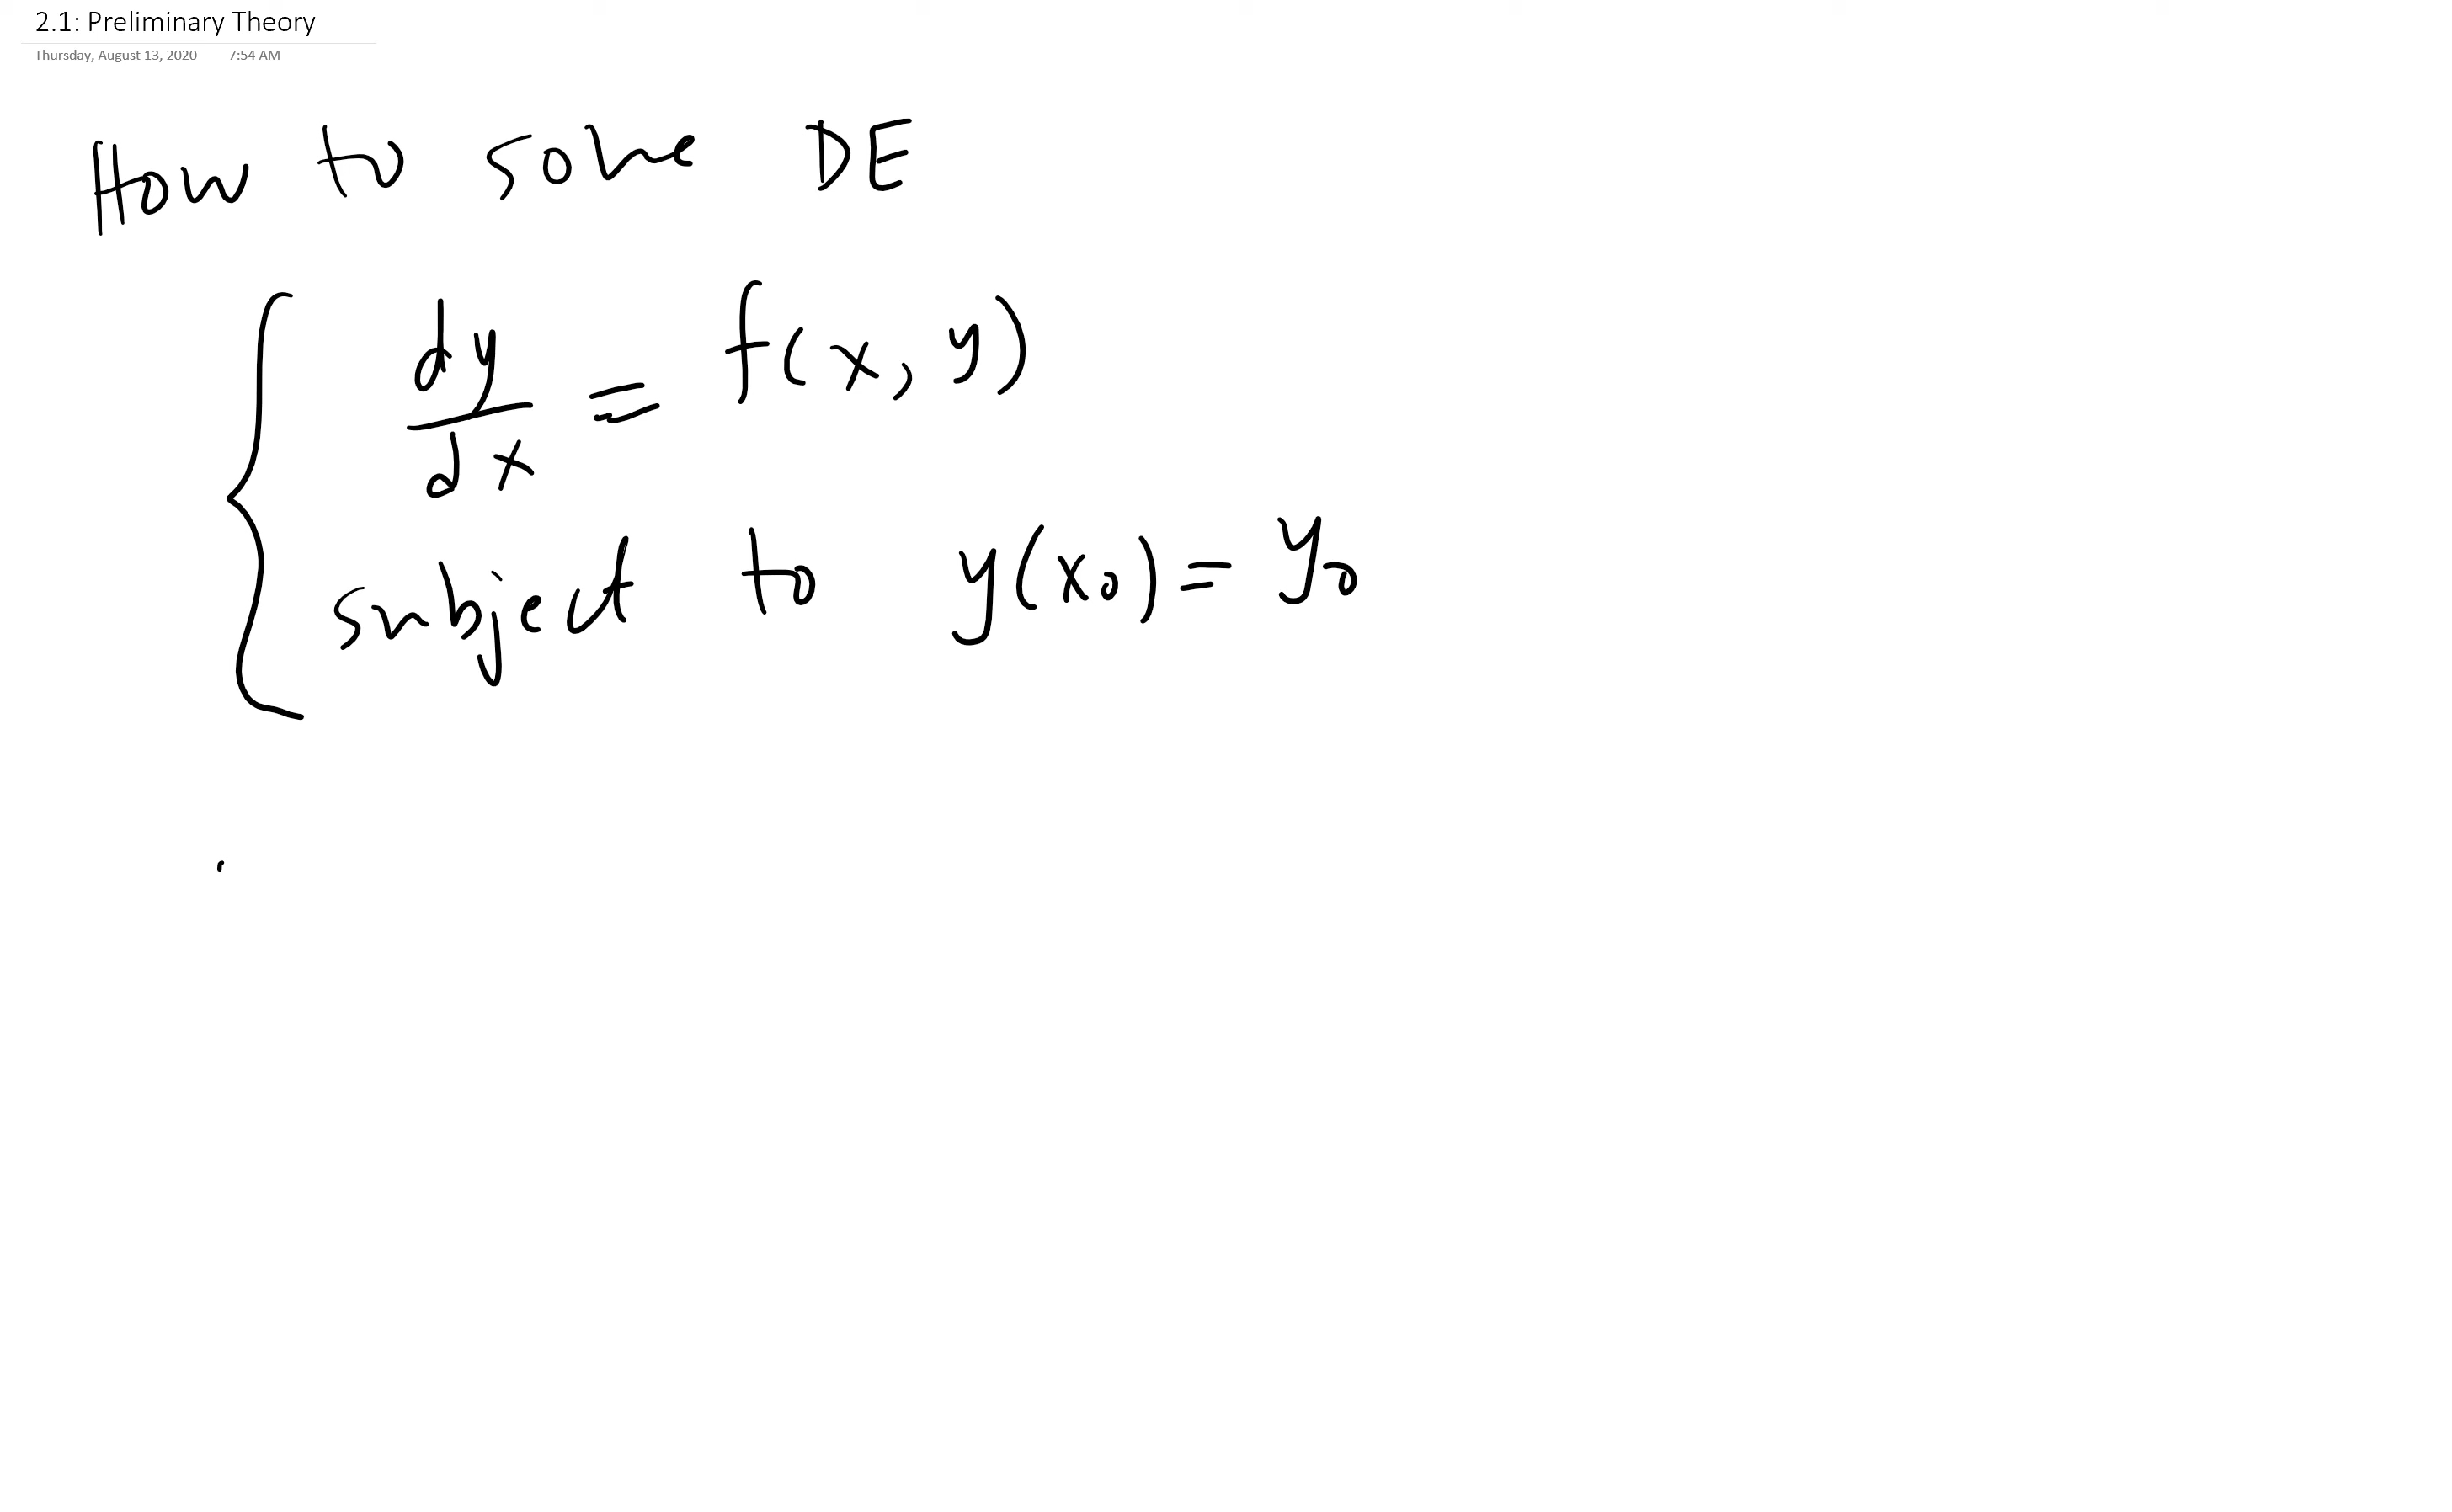 2.1: Preliminary Theory
Thursday, August 13, 2020 7:54 AM
How to solve DE
dy/dx = f(x, y)
subject to y(x₀) = y₀